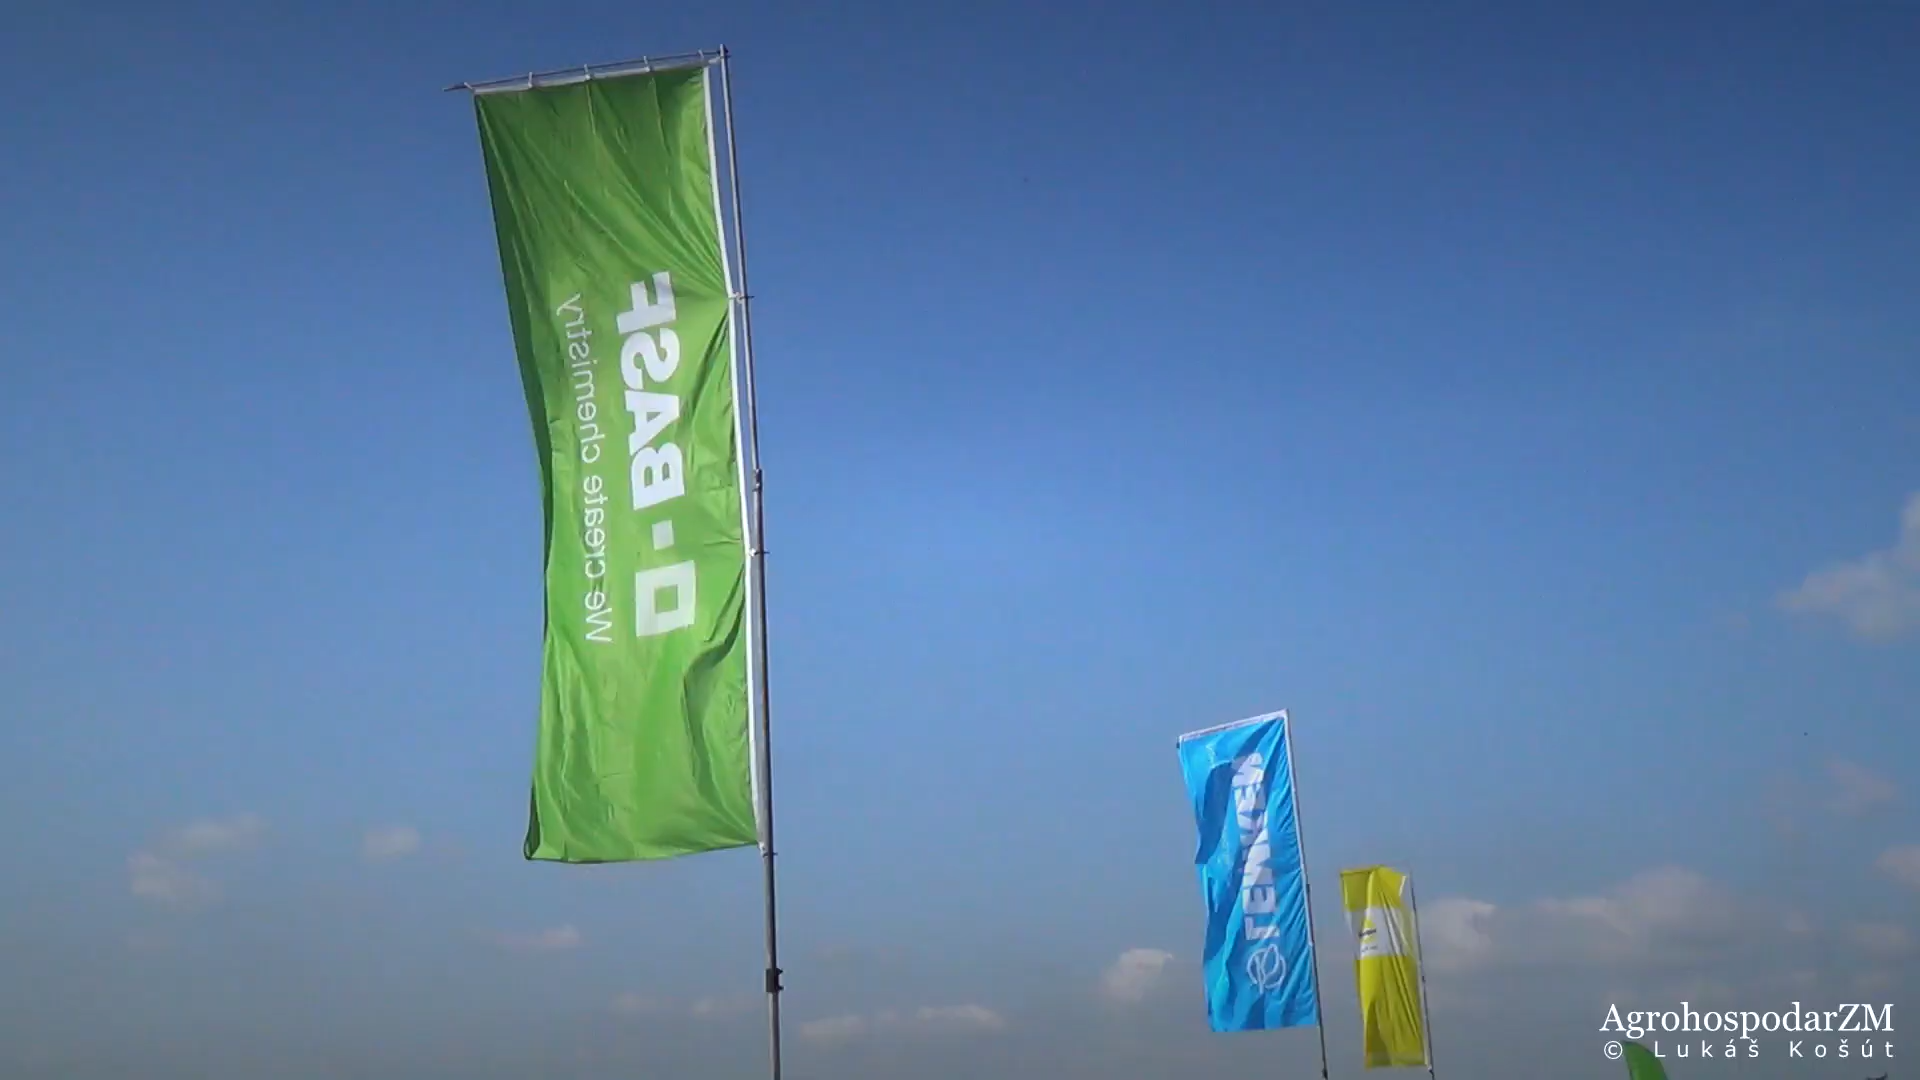 BASF
We create chemistry
LEMKEN
AgrohospodarZM
© Lukáš Košút